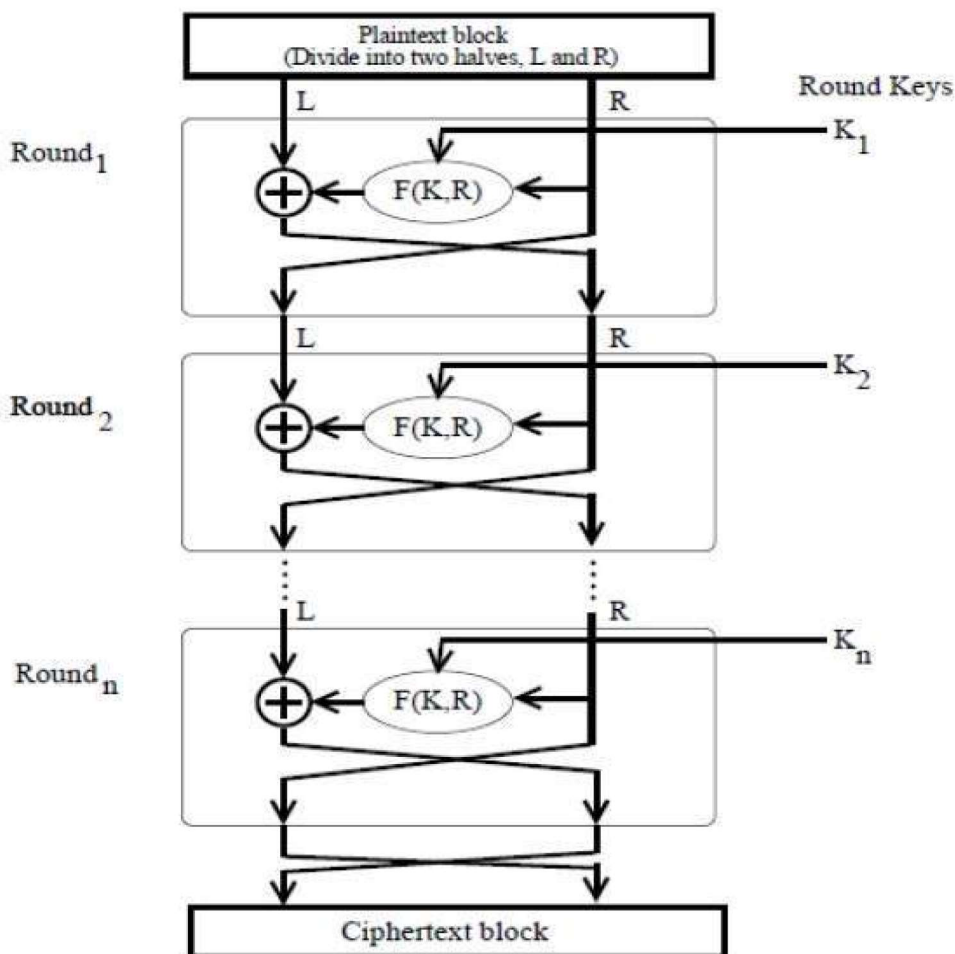 Plaintext block
(Divide into two halves, L and R)
L
R
Round Keys
K1
Round1
F(K,R)
L
R
K2
Round2
F(K,R)
L
R
Kn
Roundn
F(K,R)
Ciphertext block